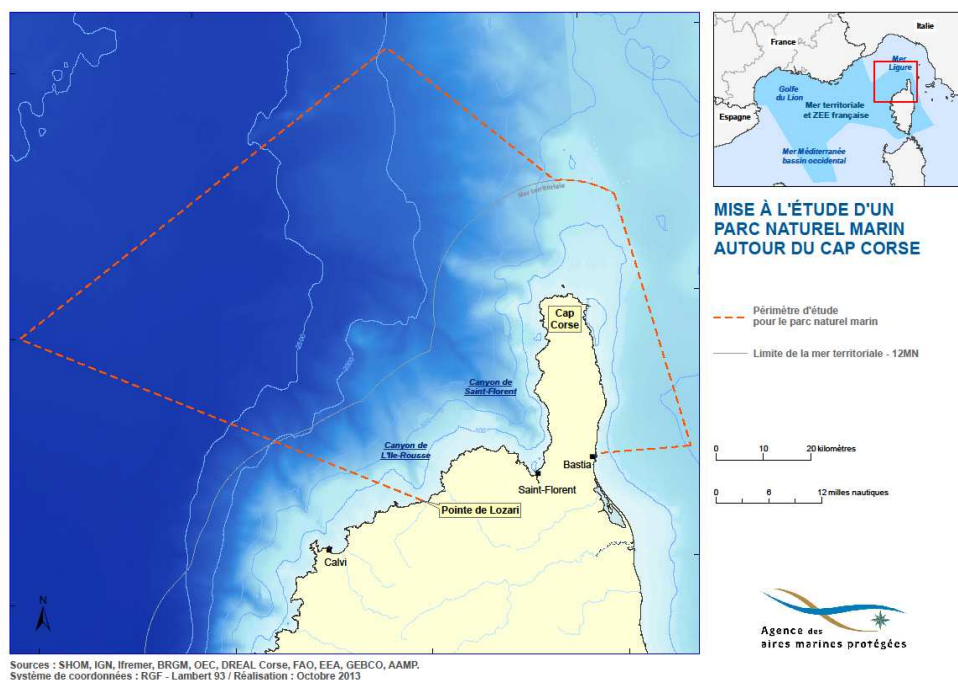 Mer territoriale
Cap
Corse
Canyon de
Saint-Florent
Canyon de
L'Ile-Rousse
-2500
-2000
-100
Bastia
Saint-Florent
Pointe de Lozari
Calvi
N
Sources : SHOM, IGN, Ifremer, BRGM, OEC, DREAL Corse, FAO, EEA, GEBCO, AAMP.
Système de coordonnées : RGF - Lambert 93 / Réalisation : Octobre 2013
Italie
France
Mer
Ligure
Golfe
du Lion
Mer territoriale
et ZEE française
Espagne
Mer Méditerranée
bassin occidental
MISE À L'ÉTUDE D'UN
PARC NATUREL MARIN
AUTOUR DU CAP CORSE
Périmètre d'étude
pour le parc naturel marin
Limite de la mer territoriale - 12MN
0 10 20 kilomètres
0 6 12 milles nautiques
Agence des
aires marines protégées